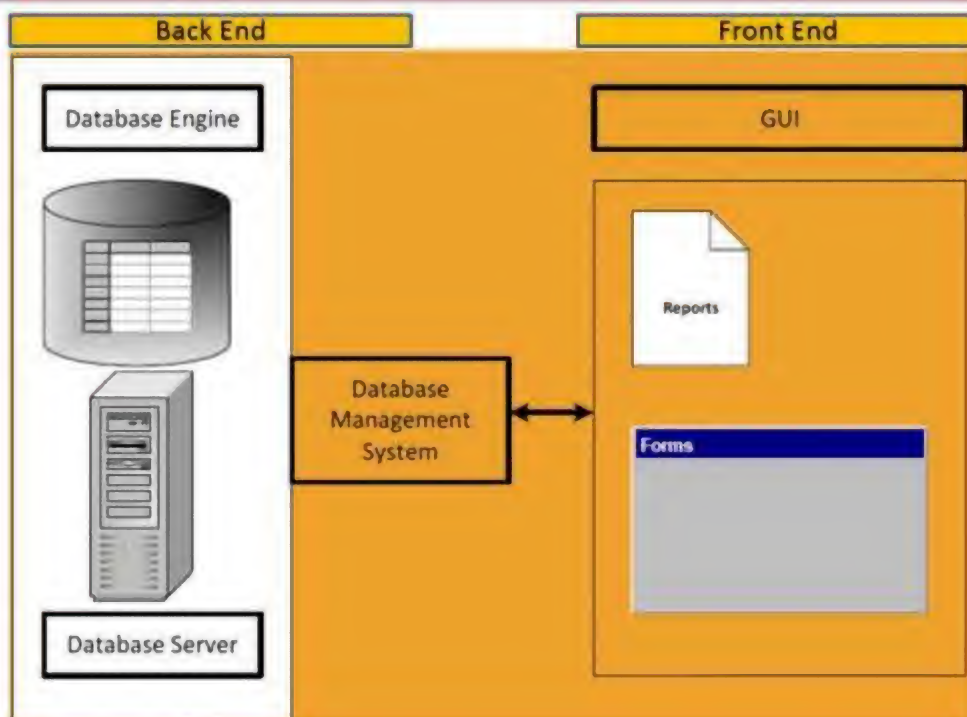 Back End
Front End
Database Engine
GUI
Reports
Database
Management
System
Forms
Database Server